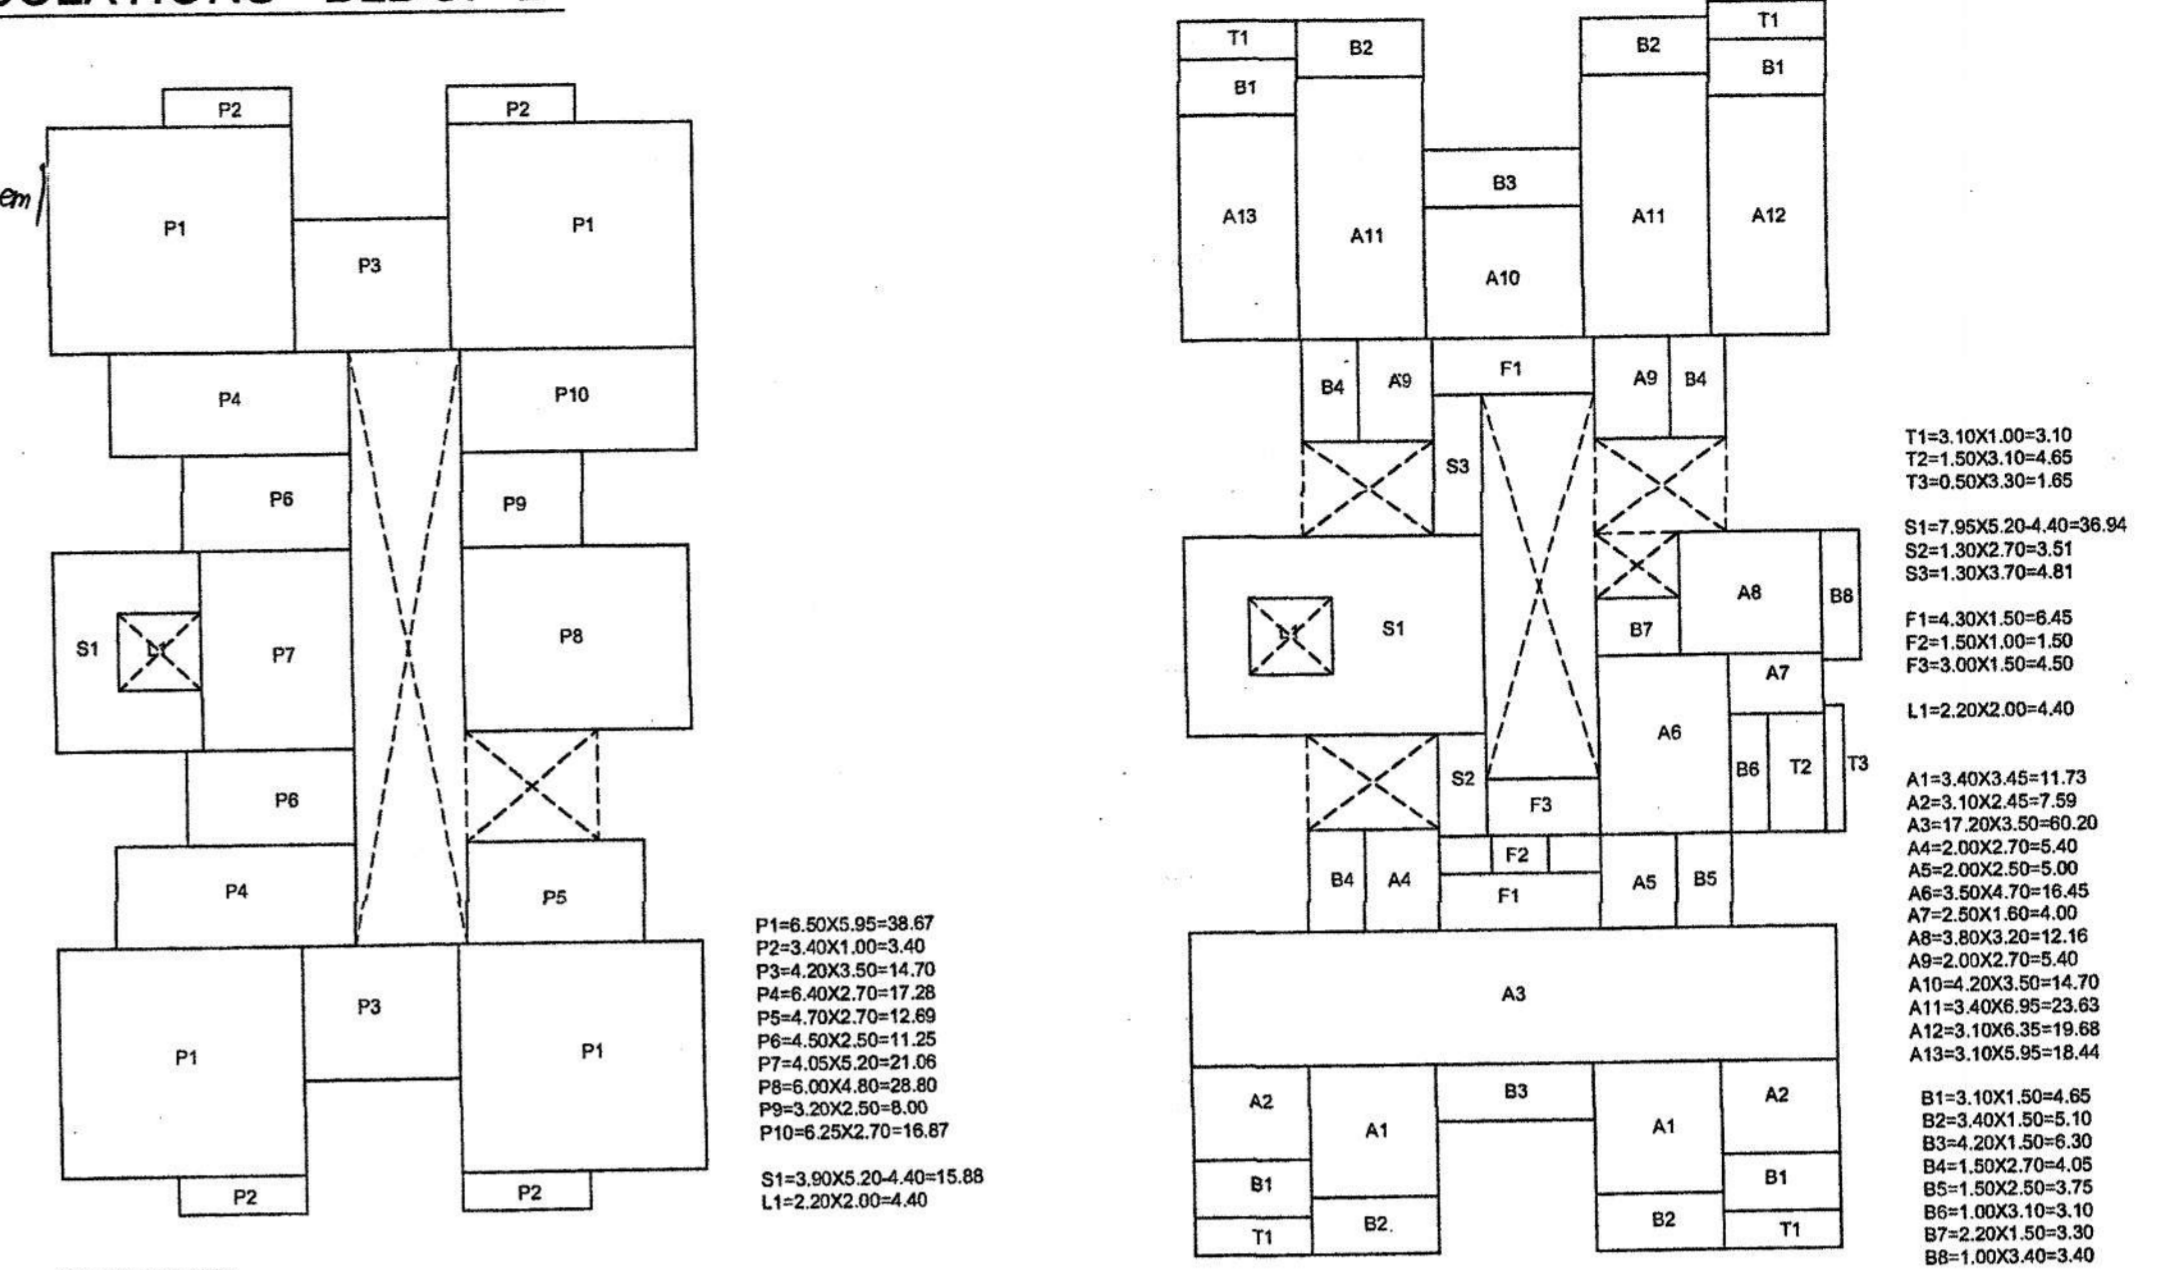 P2
P2
P1
P1
P3
P4
P10
P6
P9
S1
L1
P7
P8
P6
P4
P5
P1
P3
P1
P2
P2
P1=6.50X5.95=38.67
P2=3.40X1.00=3.40
P3=4.20X3.50=14.70
P4=6.40X2.70=17.28
P5=4.70X2.70=12.69
P6=4.50X2.50=11.25
P7=4.05X5.20=21.06
P8=6.00X4.80=28.80
P9=3.20X2.50=8.00
P10=6.25X2.70=16.87
S1=3.90X5.20-4.40=15.88
L1=2.20X2.00=4.40
T1
B2
B2
T1
B1
B1
B3
A13
A11
A11
A12
A10
F1
B4
A9
A9
B4
S3
A8
B8
L1
S1
B7
A7
A6
S2
B6
T2
T3
F3
F2
B4
A4
F1
A5
B5
A3
A2
B3
A2
A1
A1
B1
B1
T1
B2.
B2
T1
T1=3.10X1.00=3.10
T2=1.50X3.10=4.65
T3=0.50X3.30=1.65
S1=7.95X5.20-4.40=36.94
S2=1.30X2.70=3.51
S3=1.30X3.70=4.81
F1=4.30X1.50=6.45
F2=1.50X1.00=1.50
F3=3.00X1.50=4.50
L1=2.20X2.00=4.40
A1=3.40X3.45=11.73
A2=3.10X2.45=7.59
A3=17.20X3.50=60.20
A4=2.00X2.70=5.40
A5=2.00X2.50=5.00
A6=3.50X4.70=16.45
A7=2.50X1.60=4.00
A8=3.80X3.20=12.16
A9=2.00X2.70=5.40
A10=4.20X3.50=14.70
A11=3.40X6.95=23.63
A12=3.10X6.35=19.68
A13=3.10X5.95=18.44
B1=3.10X1.50=4.65
B2=3.40X1.50=5.10
B3=4.20X1.50=6.30
B4=1.50X2.70=4.05
B5=1.50X2.50=3.75
B6=1.00X3.10=3.10
B7=2.20X1.50=3.30
B8=1.00X3.40=3.40